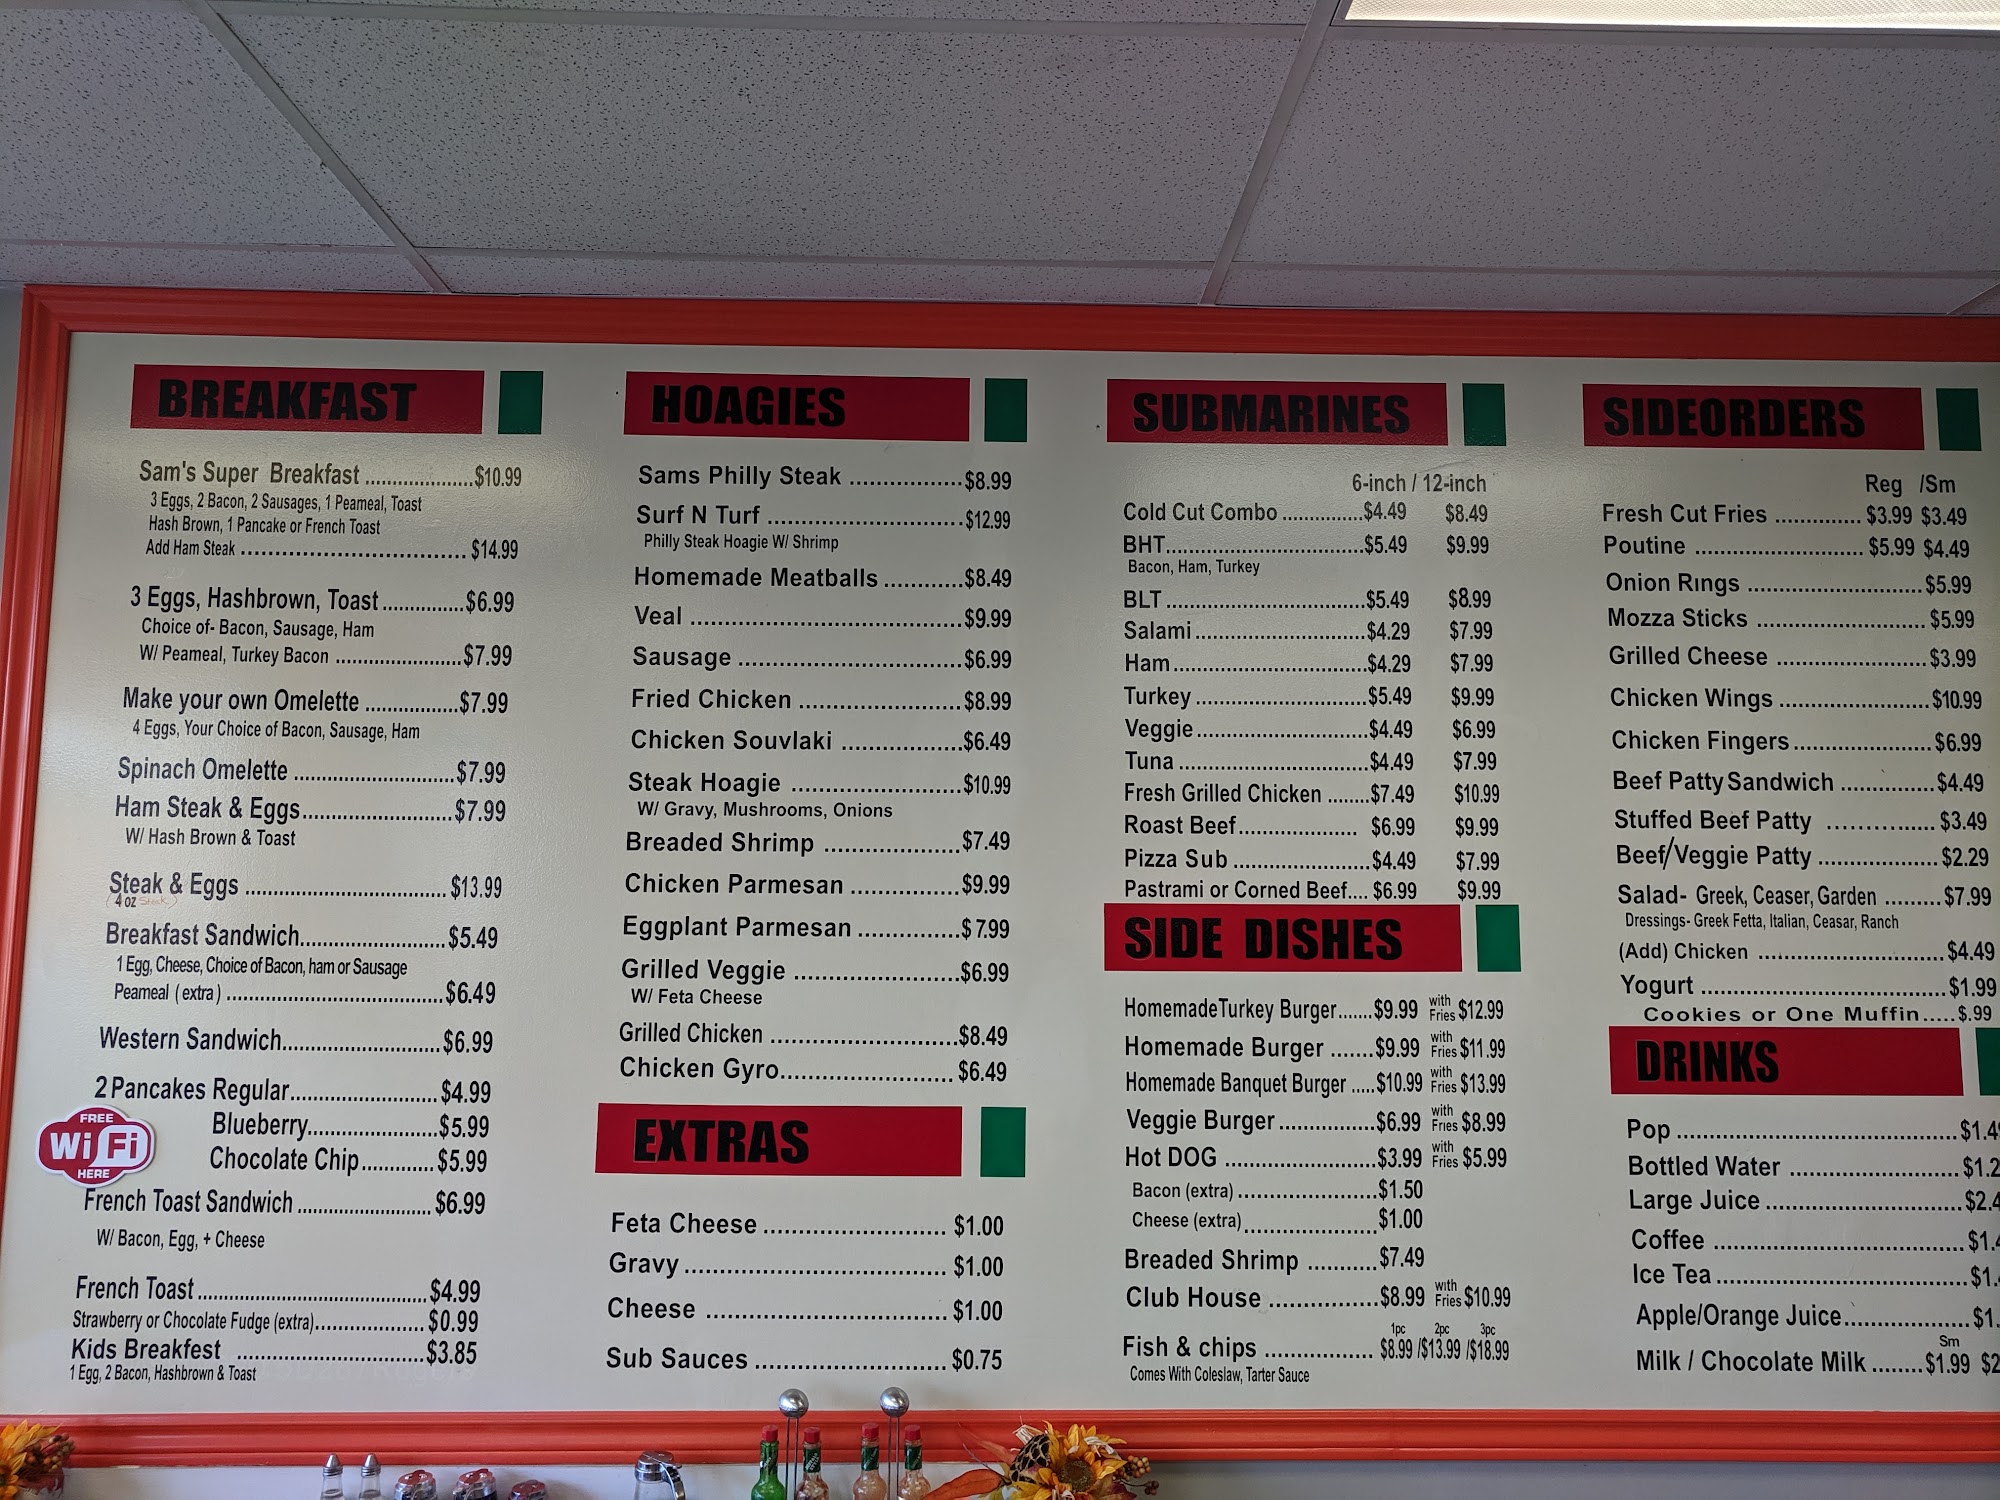 BREAKFAST
Sam's Super Breakfast ..................... $10.99
3 Eggs, 2 Bacon, 2 Sausages, 1 Peameal, Toast
Hash Brown, 1 Pancake or French Toast
Add Ham Steak ................................. $14.99
3 Eggs, Hashbrown, Toast ............... $6.99
Choice of- Bacon, Sausage, Ham
W/ Peameal, Turkey Bacon ..................... $7.99
Make your own Omelette ................. $7.99
4 Eggs, Your Choice of Bacon, Sausage, Ham
Spinach Omelette ............................ $7.99
Ham Steak & Eggs ........................... $7.99
W/ Hash Brown & Toast
Steak & Eggs ................................... $13.99
(4 oz Steak)
Breakfast Sandwich ......................... $5.49
1 Egg, Cheese, Choice of Bacon, ham or Sausage
Peameal ( extra ) .................................... $6.49
Western Sandwich ........................... $6.99
2 Pancakes Regular ......................... $4.99
Blueberry ....................... $5.99
Chocolate Chip ............. $5.99
FREE
WiFi
HERE
French Toast Sandwich ........................ $6.99
W/ Bacon, Egg, + Cheese
French Toast ........................................ $4.99
Strawberry or Chocolate Fudge (extra) ..................... $0.99
Kids Breakfest ................................. $3.85
1 Egg, 2 Bacon, Hashbrown & Toast
HOAGIES
Sams Philly Steak ................. $8.99
Surf N Turf ............................. $12.99
Philly Steak Hoagie W/ Shrimp
Homemade Meatballs ............ $8.49
Veal ......................................... $9.99
Sausage .................................. $6.99
Fried Chicken ......................... $8.99
Chicken Souvlaki ................... $6.49
Steak Hoagie .......................... $10.99
W/ Gravy, Mushrooms, Onions
Breaded Shrimp ..................... $7.49
Chicken Parmesan ................. $9.99
Eggplant Parmesan ................ $7.99
Grilled Veggie ......................... $6.99
W/ Feta Cheese
Grilled Chicken ............................. $8.49
Chicken Gyro .......................... $6.49
EXTRAS
Feta Cheese ............................ $1.00
Gravy ....................................... $1.00
Cheese .................................... $1.00
Sub Sauces ............................. $0.75
SUBMARINES
6-inch / 12-inch
Cold Cut Combo ............... $4.49 $8.49
BHT .............................. $5.49 $9.99
Bacon, Ham, Turkey
BLT ............................... $5.49 $8.99
Salami .......................... $4.29 $7.99
Ham .............................. $4.29 $7.99
Turkey .......................... $5.49 $9.99
Veggie .......................... $4.49 $6.99
Tuna ............................. $4.49 $7.99
Fresh Grilled Chicken ........ $7.49 $10.99
Roast Beef .................. $6.99 $9.99
Pizza Sub ..................... $4.49 $7.99
Pastrami or Corned Beef.... $6.99 $9.99
SIDE DISHES
HomemadeTurkey Burger ....... $9.99 with Fries $12.99
Homemade Burger ....... $9.99 with Fries $11.99
Homemade Banquet Burger ..... $10.99 with Fries $13.99
Veggie Burger ............... $6.99 with Fries $8.99
Hot DOG ....................... $3.99 with Fries $5.99
Bacon (extra) ....................... $1.50
Cheese (extra) ...................... $1.00
Breaded Shrimp ........... $7.49
Club House ................. $8.99 with Fries $10.99
1pc 2pc 3pc
Fish & chips .................. $8.99 /$13.99 /$18.99
Comes With Coleslaw, Tarter Sauce
SIDEORDERS
Reg /Sm
Fresh Cut Fries ............. $3.99 $3.49
Poutine .......................... $5.99 $4.49
Onion Rings ........................... $5.99
Mozza Sticks ......................... $5.99
Grilled Cheese ....................... $3.99
Chicken Wings ....................... $10.99
Chicken Fingers ..................... $6.99
Beef Patty Sandwich .............. $4.49
Stuffed Beef Patty ................ $3.49
Beef/Veggie Patty .................. $2.29
Salad- Greek, Ceaser, Garden ......... $7.99
Dressings- Greek Fetta, Italian, Ceasar, Ranch
(Add) Chicken ............................ $4.49
Yogurt ..................................... $1.99
Cookies or One Muffin ..... $.99
DRINKS
Pop ...........................................
Bottled Water ..........................
Large Juice ..............................
Coffee ......................................
Ice Tea ......................................
Apple/Orange Juice ...................
Sm
Milk / Chocolate Milk ........ $1.99